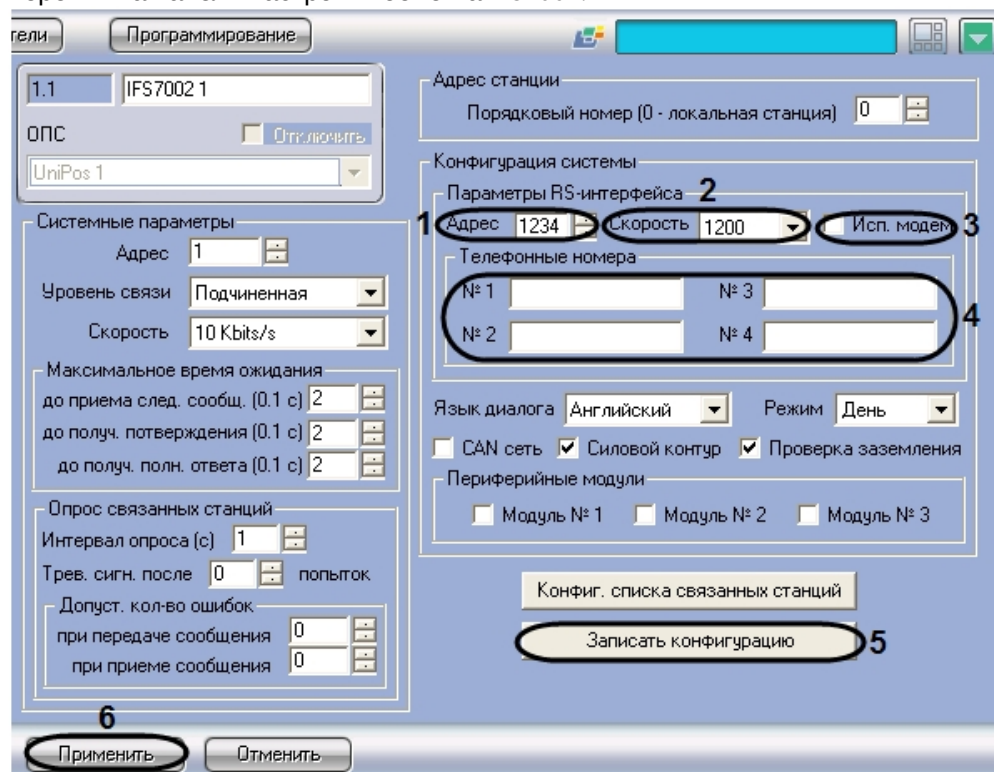 Программирование
1.1 IFS7002 1
ОПС Отключить
UniPos 1
Системные параметры
Адрес 1
Уровень связи Подчиненная
Скорость 10 Kbits/s
Максимальное время ожидания
до приема след. сообщ. (0.1 с) 2
до получ. потверждения (0.1 с) 2
до получ. полн. ответа (0.1 с) 2
Опрос связанных станций
Интервал опроса (с) 1
Трев. сигн. после 0 попыток
Допуст. кол-во ошибок
при передаче сообщения 0
при приеме сообщения 0
Адрес станции
Порядковый номер (0 - локальная станция) 0
Конфигурация системы
Параметры RS-интерфейса 2
1 Адрес 1234 Скорость 1200 Исп. модем 3
Телефонные номера
№ 1 № 3
4
№ 2 № 4
Язык диалога Английский Режим День
CAN сеть Силовой контур Проверка заземления
Периферийные модули
Модуль № 1 Модуль № 2 Модуль № 3
Конфиг. списка связанных станций
Записать конфигурацию 5
6
Применить Отменить